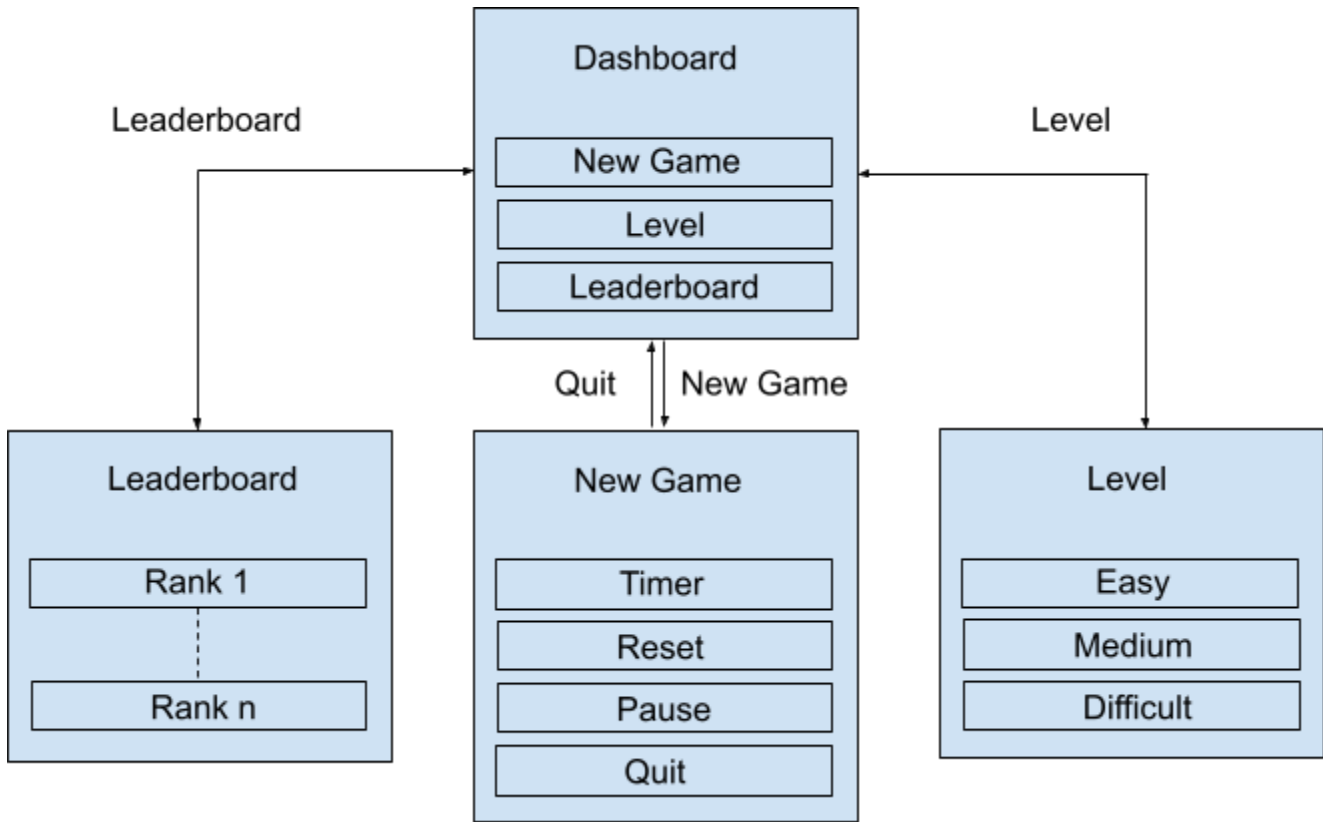 Dashboard
New Game
Level
Leaderboard
Leaderboard
Level
Quit
New Game
Leaderboard
Rank 1
Rank n
New Game
Timer
Reset
Pause
Quit
Level
Easy
Medium
Difficult